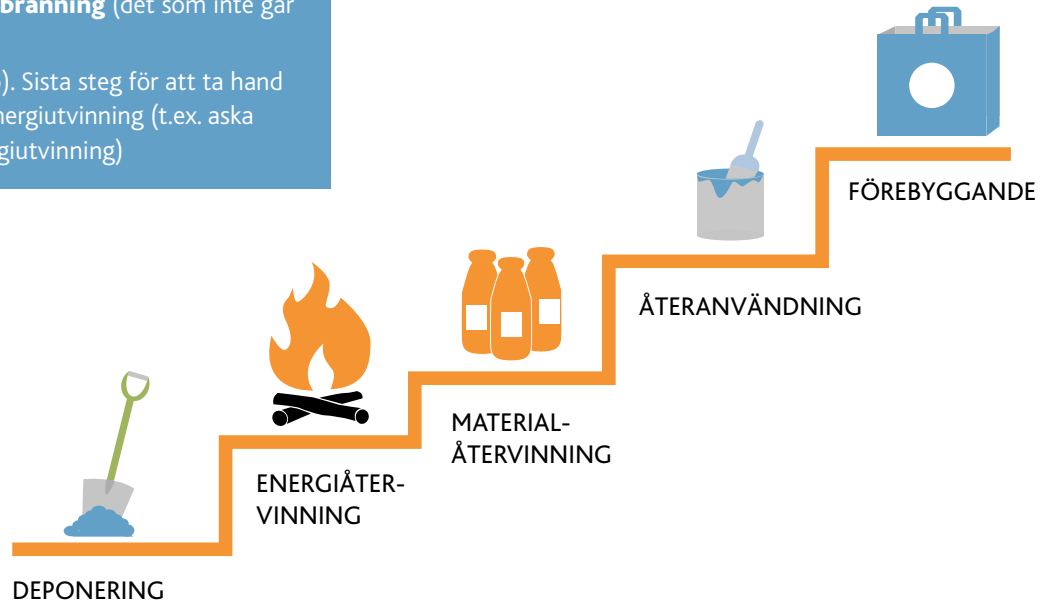 bränning (det som inte går
). Sista steg för att ta hand
nergiutvinning (t.ex. aska
giutvinning)
FÖREBYGGANDE
ÅTERANVÄNDNING
MATERIAL-
ÅTERVINNING
ENERGIÅTER-
VINNING
DEPONERING